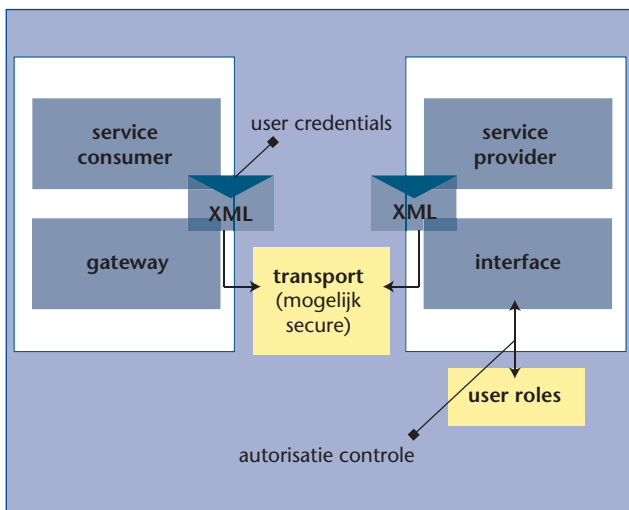 service
consumer
user credentials
service
provider
XML
XML
gateway
transport
(mogelijk
secure)
interface
user roles
autorisatie controle